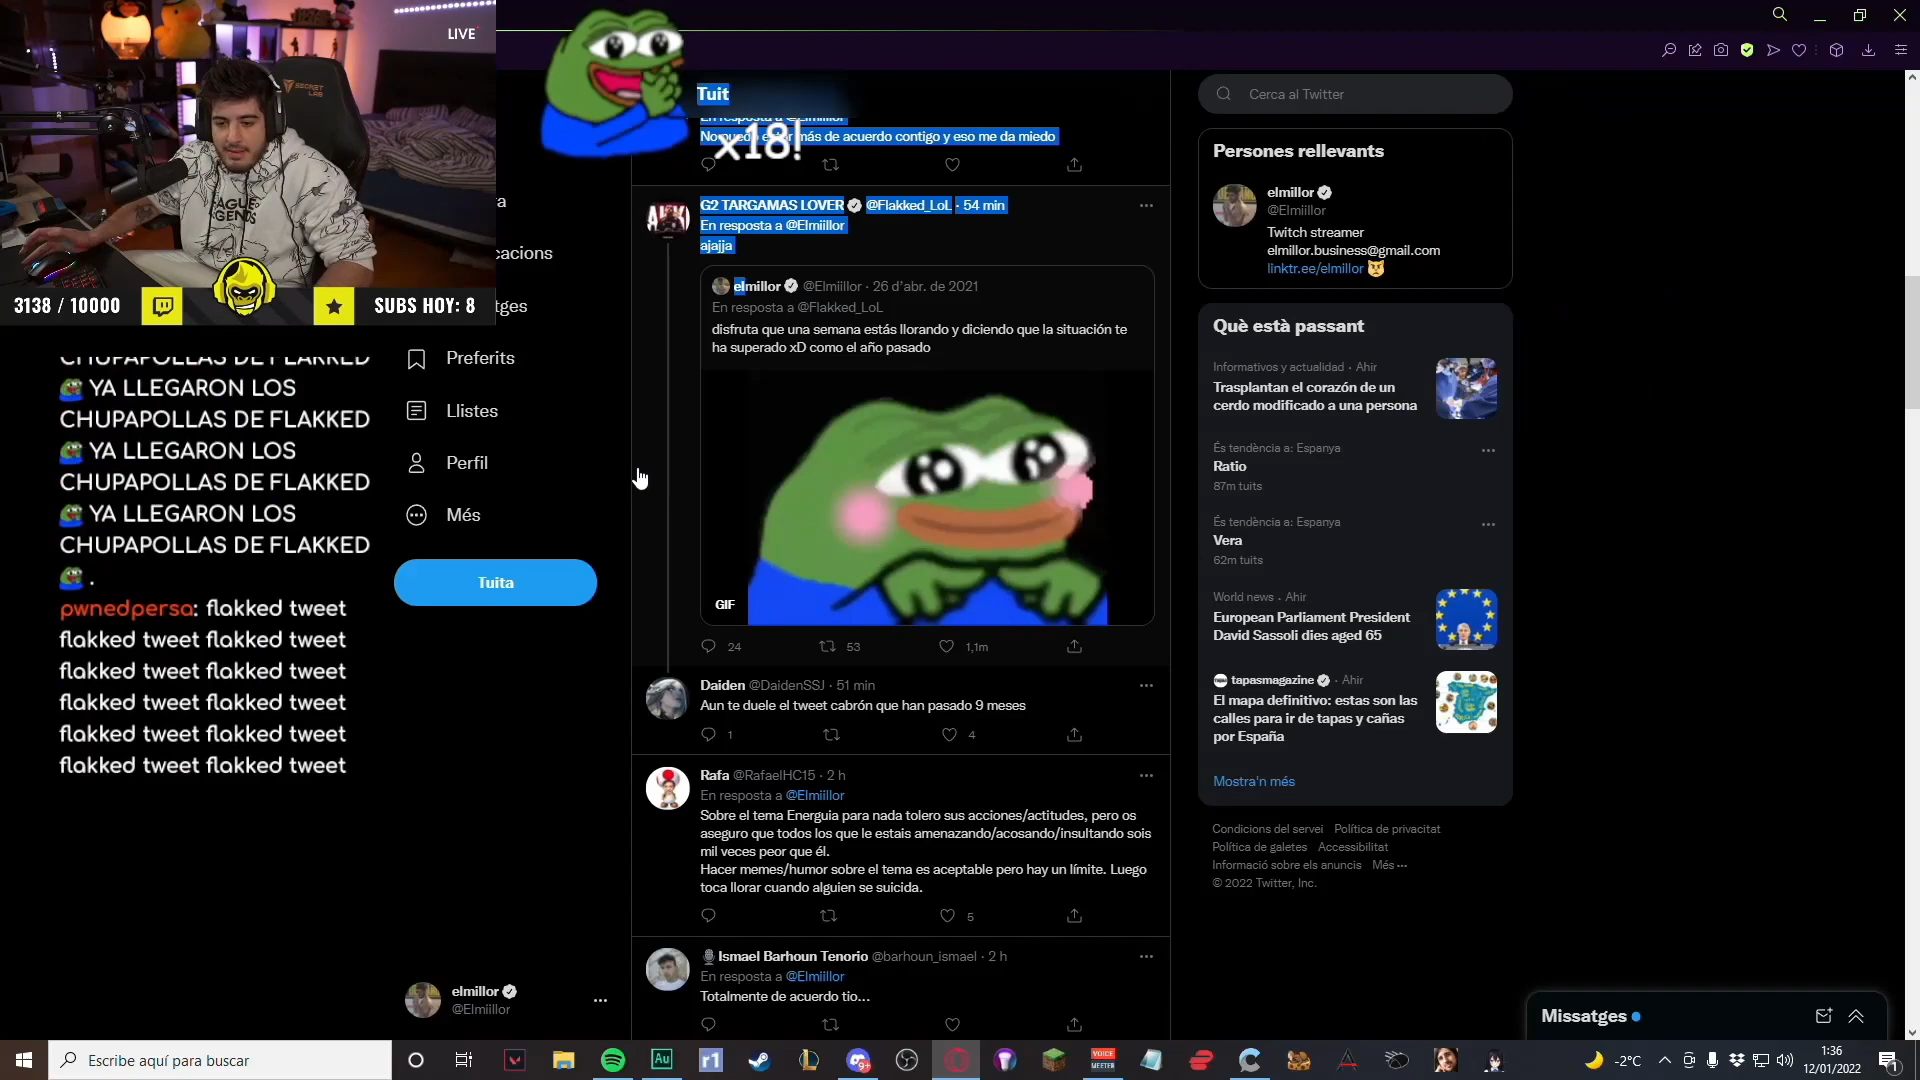 LIVE
SECRET
LAB
3138 / 10000
SUBS HOY: 8
YA LLEGARON LOS
CHUPAPOLLAS DE FLAKKED
YA LLEGARON LOS
CHUPAPOLLAS DE FLAKKED
YA LLEGARON LOS
CHUPAPOLLAS DE FLAKKED
.
pwnedpersa: flakked tweet
flakked tweet flakked tweet
flakked tweet flakked tweet
flakked tweet flakked tweet
flakked tweet flakked tweet
flakked tweet flakked tweet
Preferits
Llistes
Perfil
Més
Tuita
elmillor
@Elmiillor
x18!
Tuit
En resposta a @Elmiillor
más de acuerdo contigo y eso me da miedo
G2 TARGAMAS LOVER @Flakked_LoL · 54 min
En resposta a @Elmiillor
ajajja
elmillor @Elmiillor · 26 d'abr. de 2021
En resposta a @Flakked_LoL
disfruta que una semana estás llorando y diciendo que la situación te
ha superado xD como el año pasado
GIF
24 53 1,1m
Daiden @DaidenSSJ · 51 min
Aun te duele el tweet cabrón que han pasado 9 meses
1 4
Rafa @RafaelHC15 · 2 h
En resposta a @Elmiillor
Sobre el tema Energuia para nada tolero sus acciones/actitudes, pero os
aseguro que todos los que le estais amenazando/acosando/insultando sois
mil veces peor que él.
Hacer memes/humor sobre el tema es aceptable pero hay un límite. Luego
toca llorar cuando alguien se suicida.
5
Ismael Barhoun Tenorio @barhoun_ismael · 2 h
En resposta a @Elmiillor
Totalmente de acuerdo tio...
Cerca al Twitter
Persones rellevants
elmillor
@Elmiillor
Twitch streamer
elmillor.business@gmail.com
linktr.ee/elmillor
Què està passant
Informativos y actualidad · Ahir
Trasplantan el corazón de un
cerdo modificado a una persona
És tendència a: Espanya
Ratio
87m tuits
És tendència a: Espanya
Vera
62m tuits
World news · Ahir
European Parliament President
David Sassoli dies aged 65
tapasmagazine · Ahir
El mapa definitivo: estas son las
calles para ir de tapas y cañas
por España
Mostra'n més
Condicions del servei Política de privacitat
Política de galetes Accessibilitat
Informació sobre els anuncis Més
© 2022 Twitter, Inc.
Missatges
Escribe aquí para buscar
Au
r1
9+
VOICE
MEETER
-2°C
1:36
12/01/2022
1